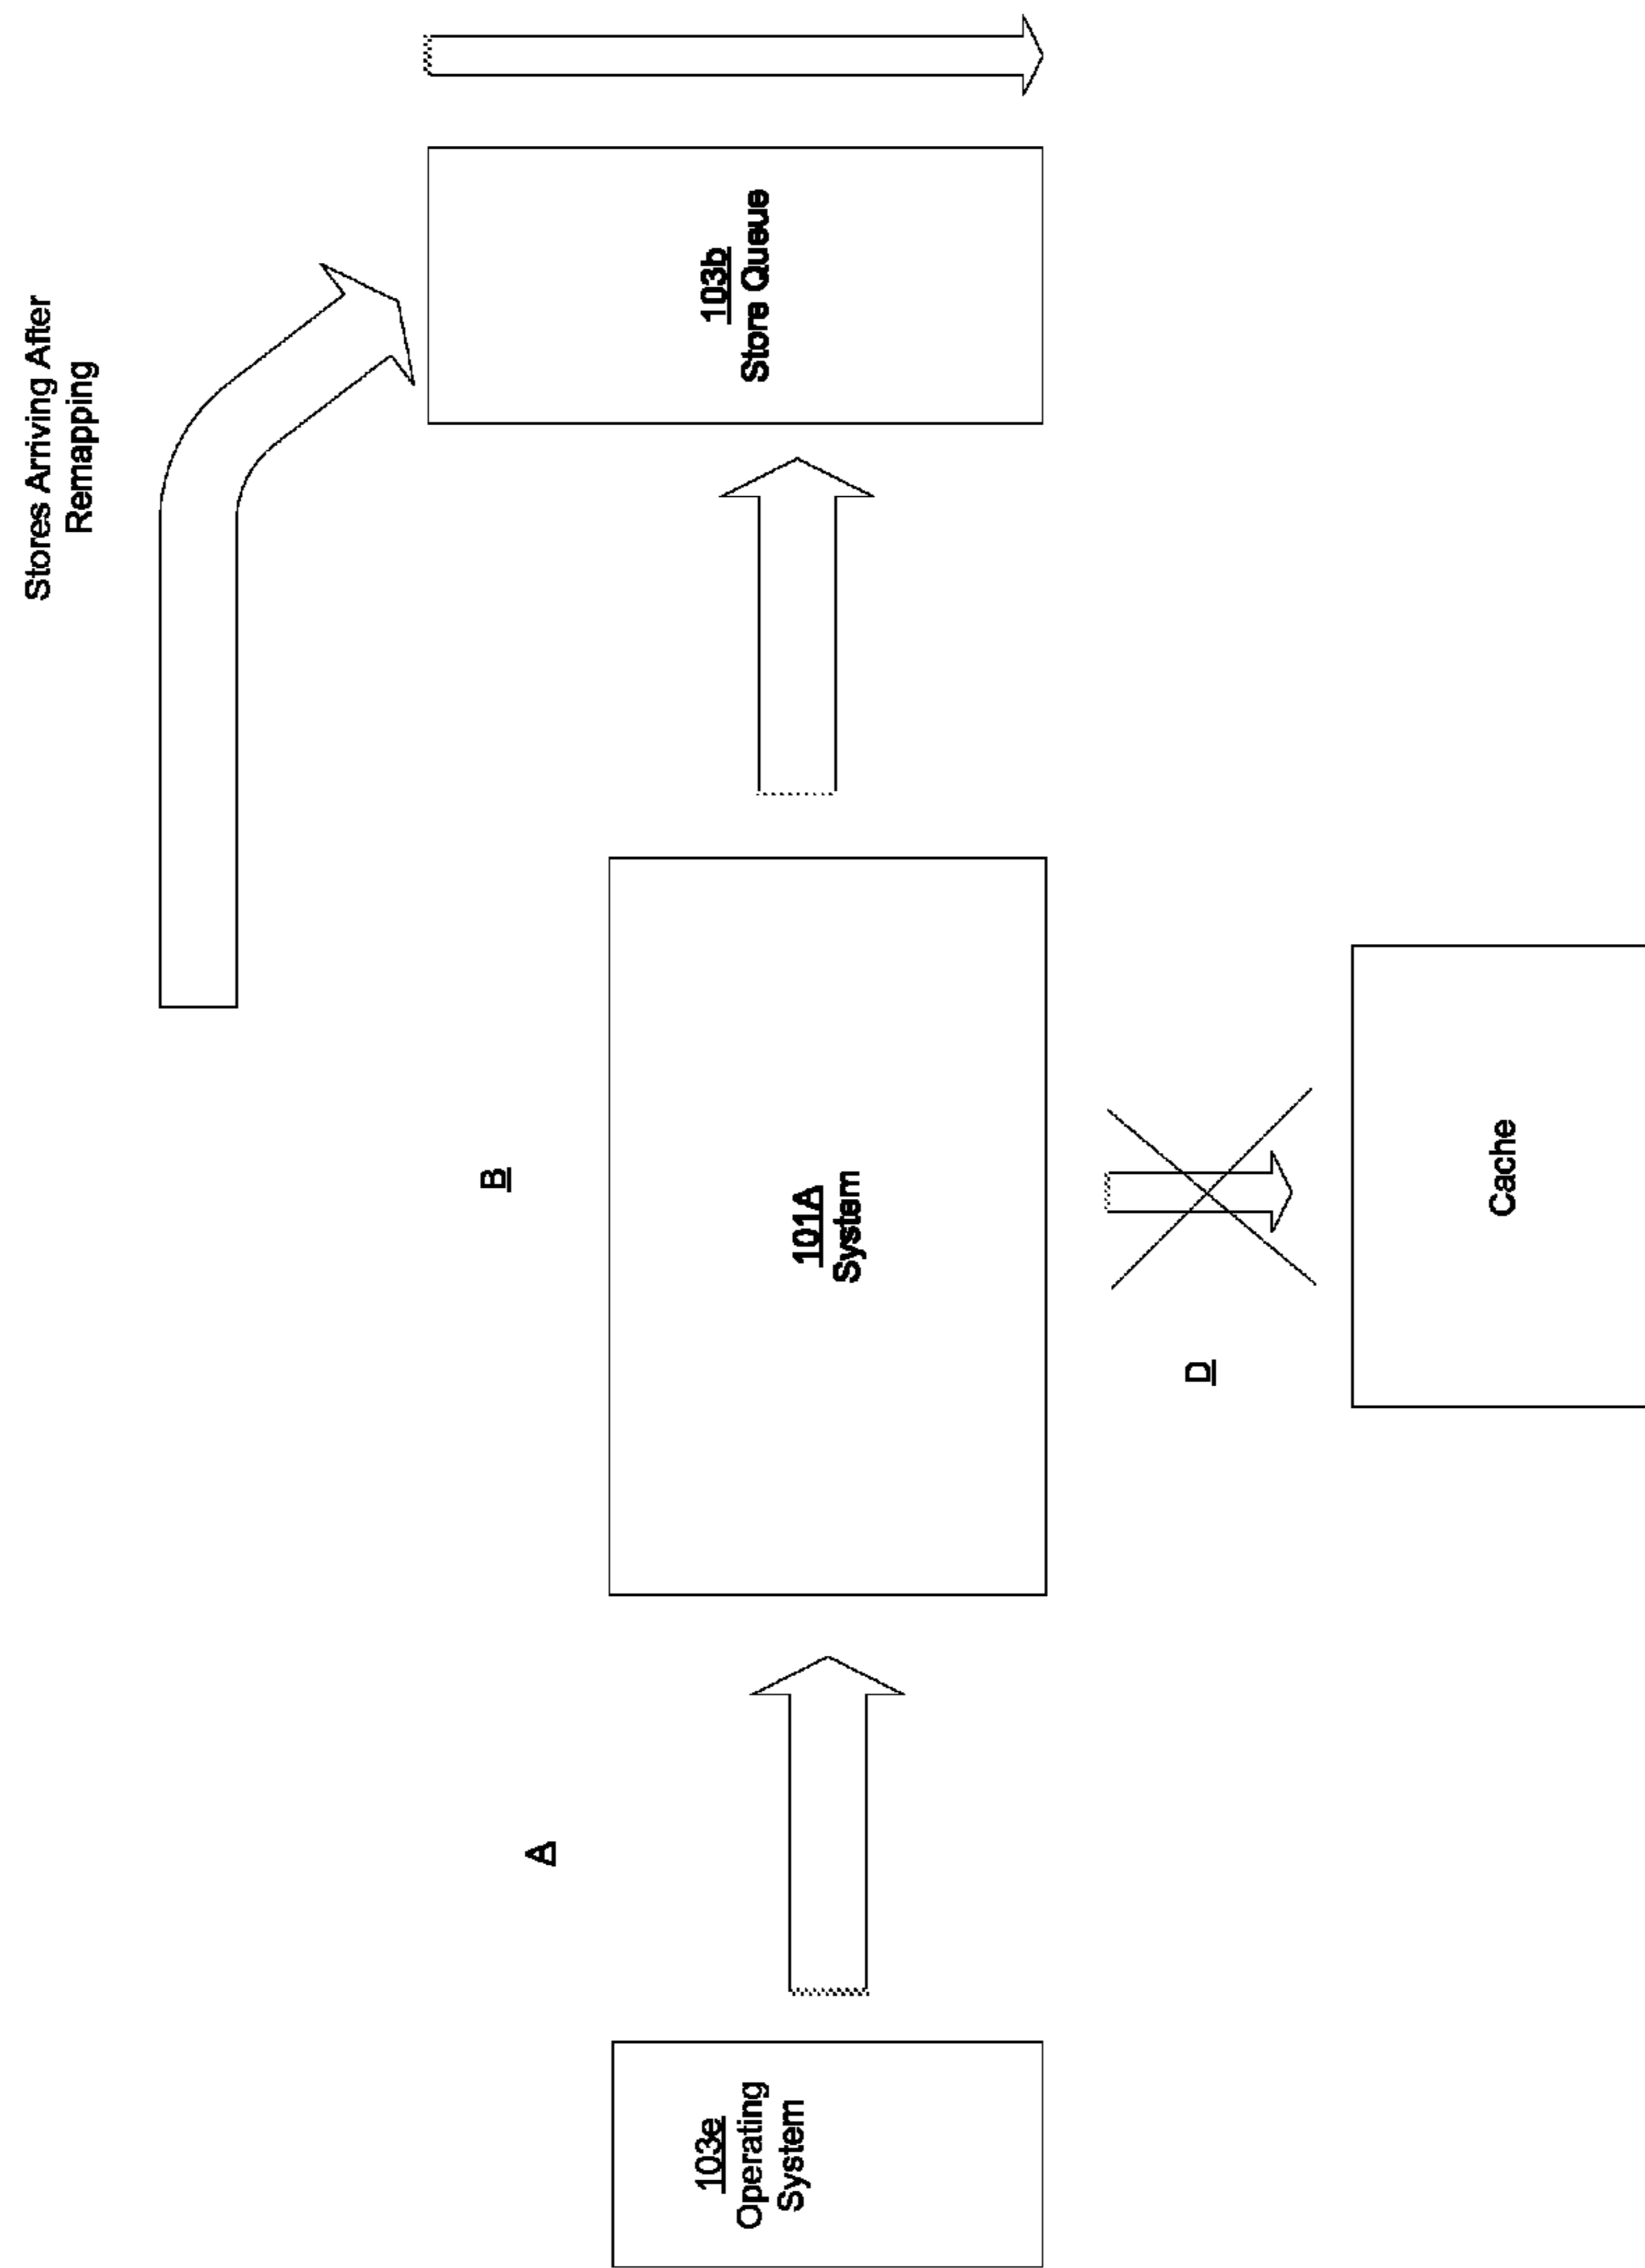 Stores Arriving After
Remapping
A
B
103e
Operating
System
101A
System
103b
Store Queue
D
Cache